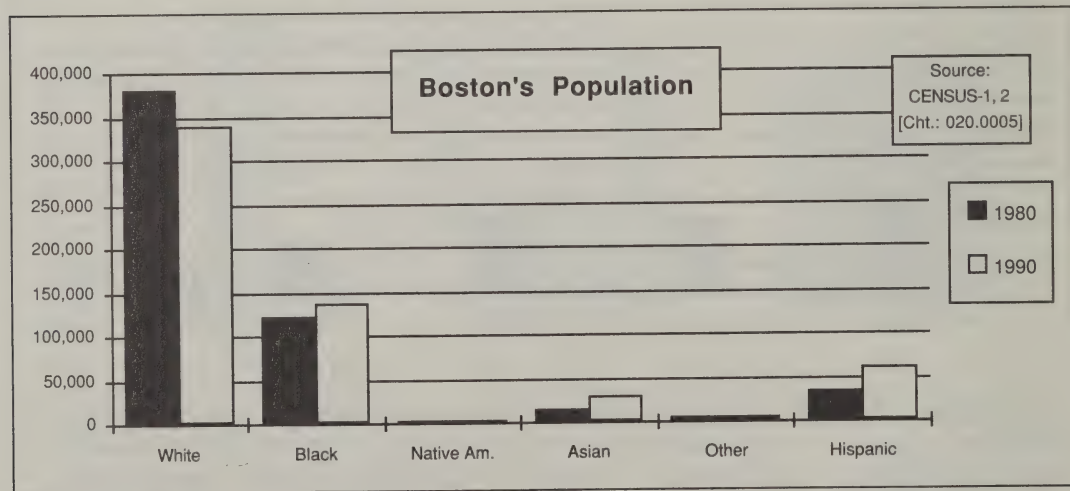 Boston's Population
Source:
CENSUS-1, 2
[Cht.: 020.0005]
400,000
350,000
300,000
250,000
200,000
150,000
100,000
50,000
0
White
Black
Native Am.
Asian
Other
Hispanic
1980
1990